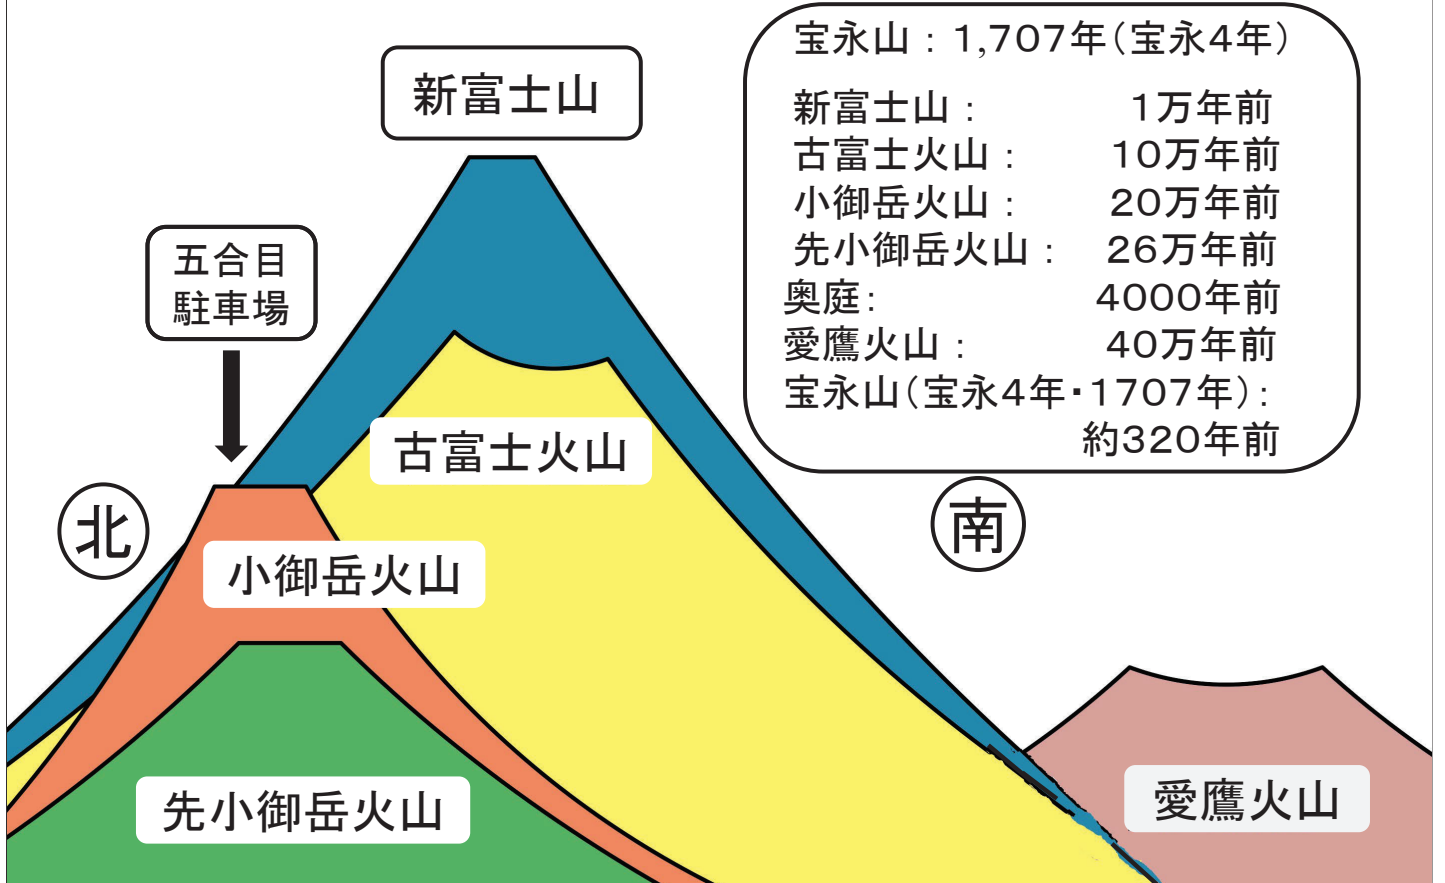 宝永山：1,707年（宝永4年）
新富士山：　1万年前
古富士火山：　10万年前
小御岳火山：　20万年前
先小御岳火山：　26万年前
奥庭：　4000年前
愛鷹火山：　40万年前
宝永山（宝永4年・1707年）：
約320年前
新富士山
五合目
駐車場
古富士火山
北
南
小御岳火山
先小御岳火山
愛鷹火山